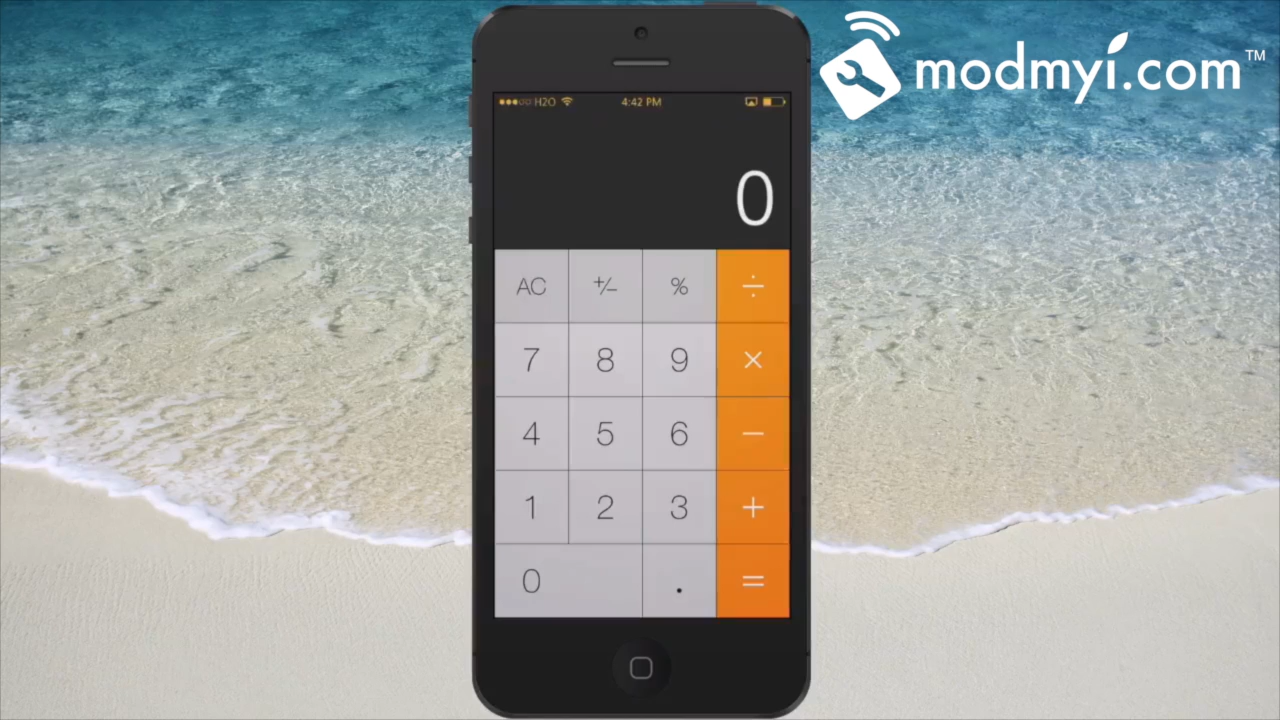 modmyi.com™
H2O 4:42 PM
0
AC +/− % ÷
7 8 9 ×
4 5 6 −
1 2 3 +
0 . =